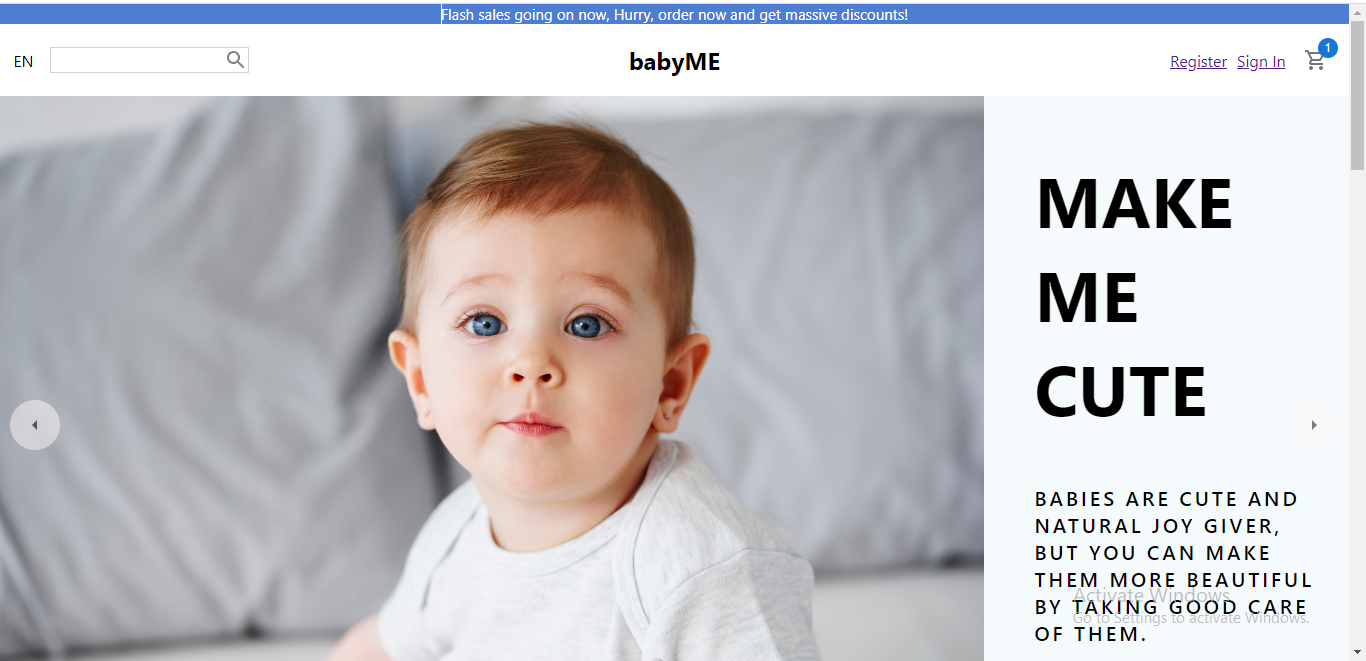 Flash sales going on now, Hurry, order now and get massive discounts!
EN
babyME
Register Sign In
1
MAKE
ME
CUTE
BABIES ARE CUTE AND
NATURAL JOY GIVER,
BUT YOU CAN MAKE
THEM MORE BEAUTIFUL
BY TAKING GOOD CARE
OF THEM.
Activate Windows
Go to Settings to activate Windows.